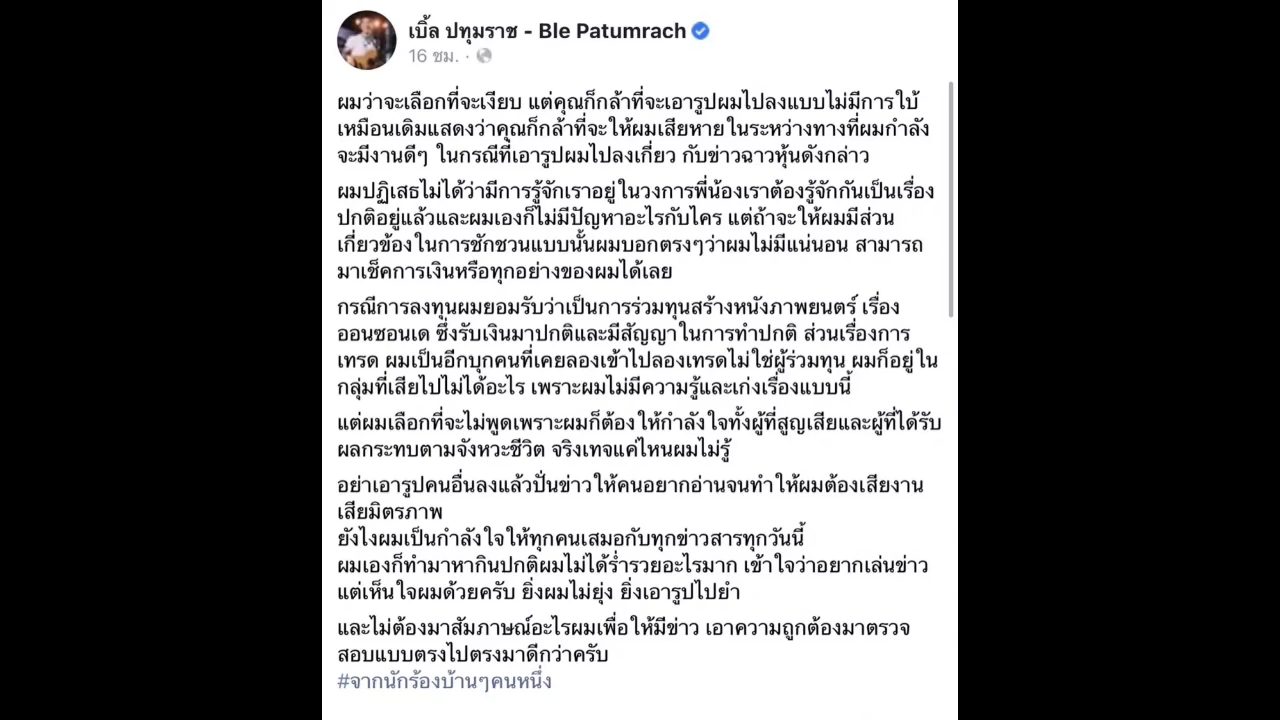 เบิ้ล ปทุมราช - Ble Patumrach
16 ชม. ·
ผมว่าจะเลือกที่จะเงียบ แต่คุณก็กล้าที่จะเอารูปผมไปลงแบบไม่มีการใบ้
เหมือนเดิมแสดงว่าคุณก็กล้าที่จะให้ผมเสียหายในระหว่างทางที่ผมกำลัง
จะมีงานดีๆ ในกรณีที่เอารูปผมไปลงเกี่ยว กับข่าวฉาวหุ้นดังกล่าว
ผมปฏิเสธไม่ได้ว่ามีการรู้จักเราอยู่ในวงการพี่น้องเราต้องรู้จักกันเป็นเรื่อง
ปกติอยู่แล้วและผมเองก็ไม่มีปัญหาอะไรกับไคร แต่ถ้าจะให้ผมมีส่วน
เกี่ยวข้องในการชักชวนแบบนั้นผมบอกตรงๆว่าผมไม่มีแน่นอน สามารถ
มาเช็คการเงินหรือทุกอย่างของผมได้เลย
กรณีการลงทุนผมยอมรับว่าเป็นการร่วมทุนสร้างหนังภาพยนตร์ เรื่อง
ออนซอนเด ซึ่งรับเงินมาปกติและมีสัญญาในการทำปกติ ส่วนเรื่องการ
เทรด ผมเป็นอีกบุกคนที่เคยลองเข้าไปลองเทรดไม่ใช่ผู้ร่วมทุน ผมก็อยู่ใน
กลุ่มที่เสียไปไม่ได้อะไร เพราะผมไม่มีความรู้และเก่งเรื่องแบบนี้
แต่ผมเลือกที่จะไม่พูดเพราะผมก็ต้องให้กำลังใจทั้งผู้ที่สูญเสียและผู้ที่ได้รับ
ผลกระทบตามจังหวะชีวิต จริงเทจแค่ไหนผมไม่รู้
อย่าเอารูปคนอื่นลงแล้วปั่นข่าวให้คนอยากอ่านจนทำให้ผมต้องเสียงาน
เสียมิตรภาพ
ยังไงผมเป็นกำลังใจให้ทุกคนเสมอกับทุกข่าวสารทุกวันนี้
ผมเองก็ทำมาหากินปกติผมไม่ได้ร่ำรวยอะไรมาก เข้าใจว่าอยากเล่นข่าว
แต่เห็นใจผมด้วยครับ ยิ่งผมไม่ยุ่ง ยิ่งเอารูปไปยำ
และไม่ต้องมาสัมภาษณ์อะไรผมเพื่อให้มีข่าว เอาความถูกต้องมาตรวจ
สอบแบบตรงไปตรงมาดีกว่าครับ
#จากนักร้องบ้านๆคนหนึ่ง